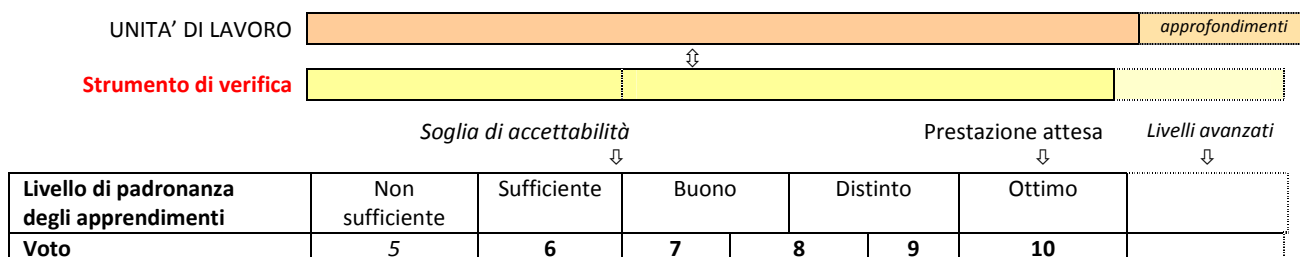 UNITA’ DI LAVORO approfondimenti
⇳
Strumento di verifica
Soglia di accettabilità Prestazione attesa Livelli avanzati
⇩ ⇩ ⇩
Livello di padronanza Non Sufficiente Buono Distinto Ottimo
degli apprendimenti sufficiente
Voto 5 6 7 8 9 10